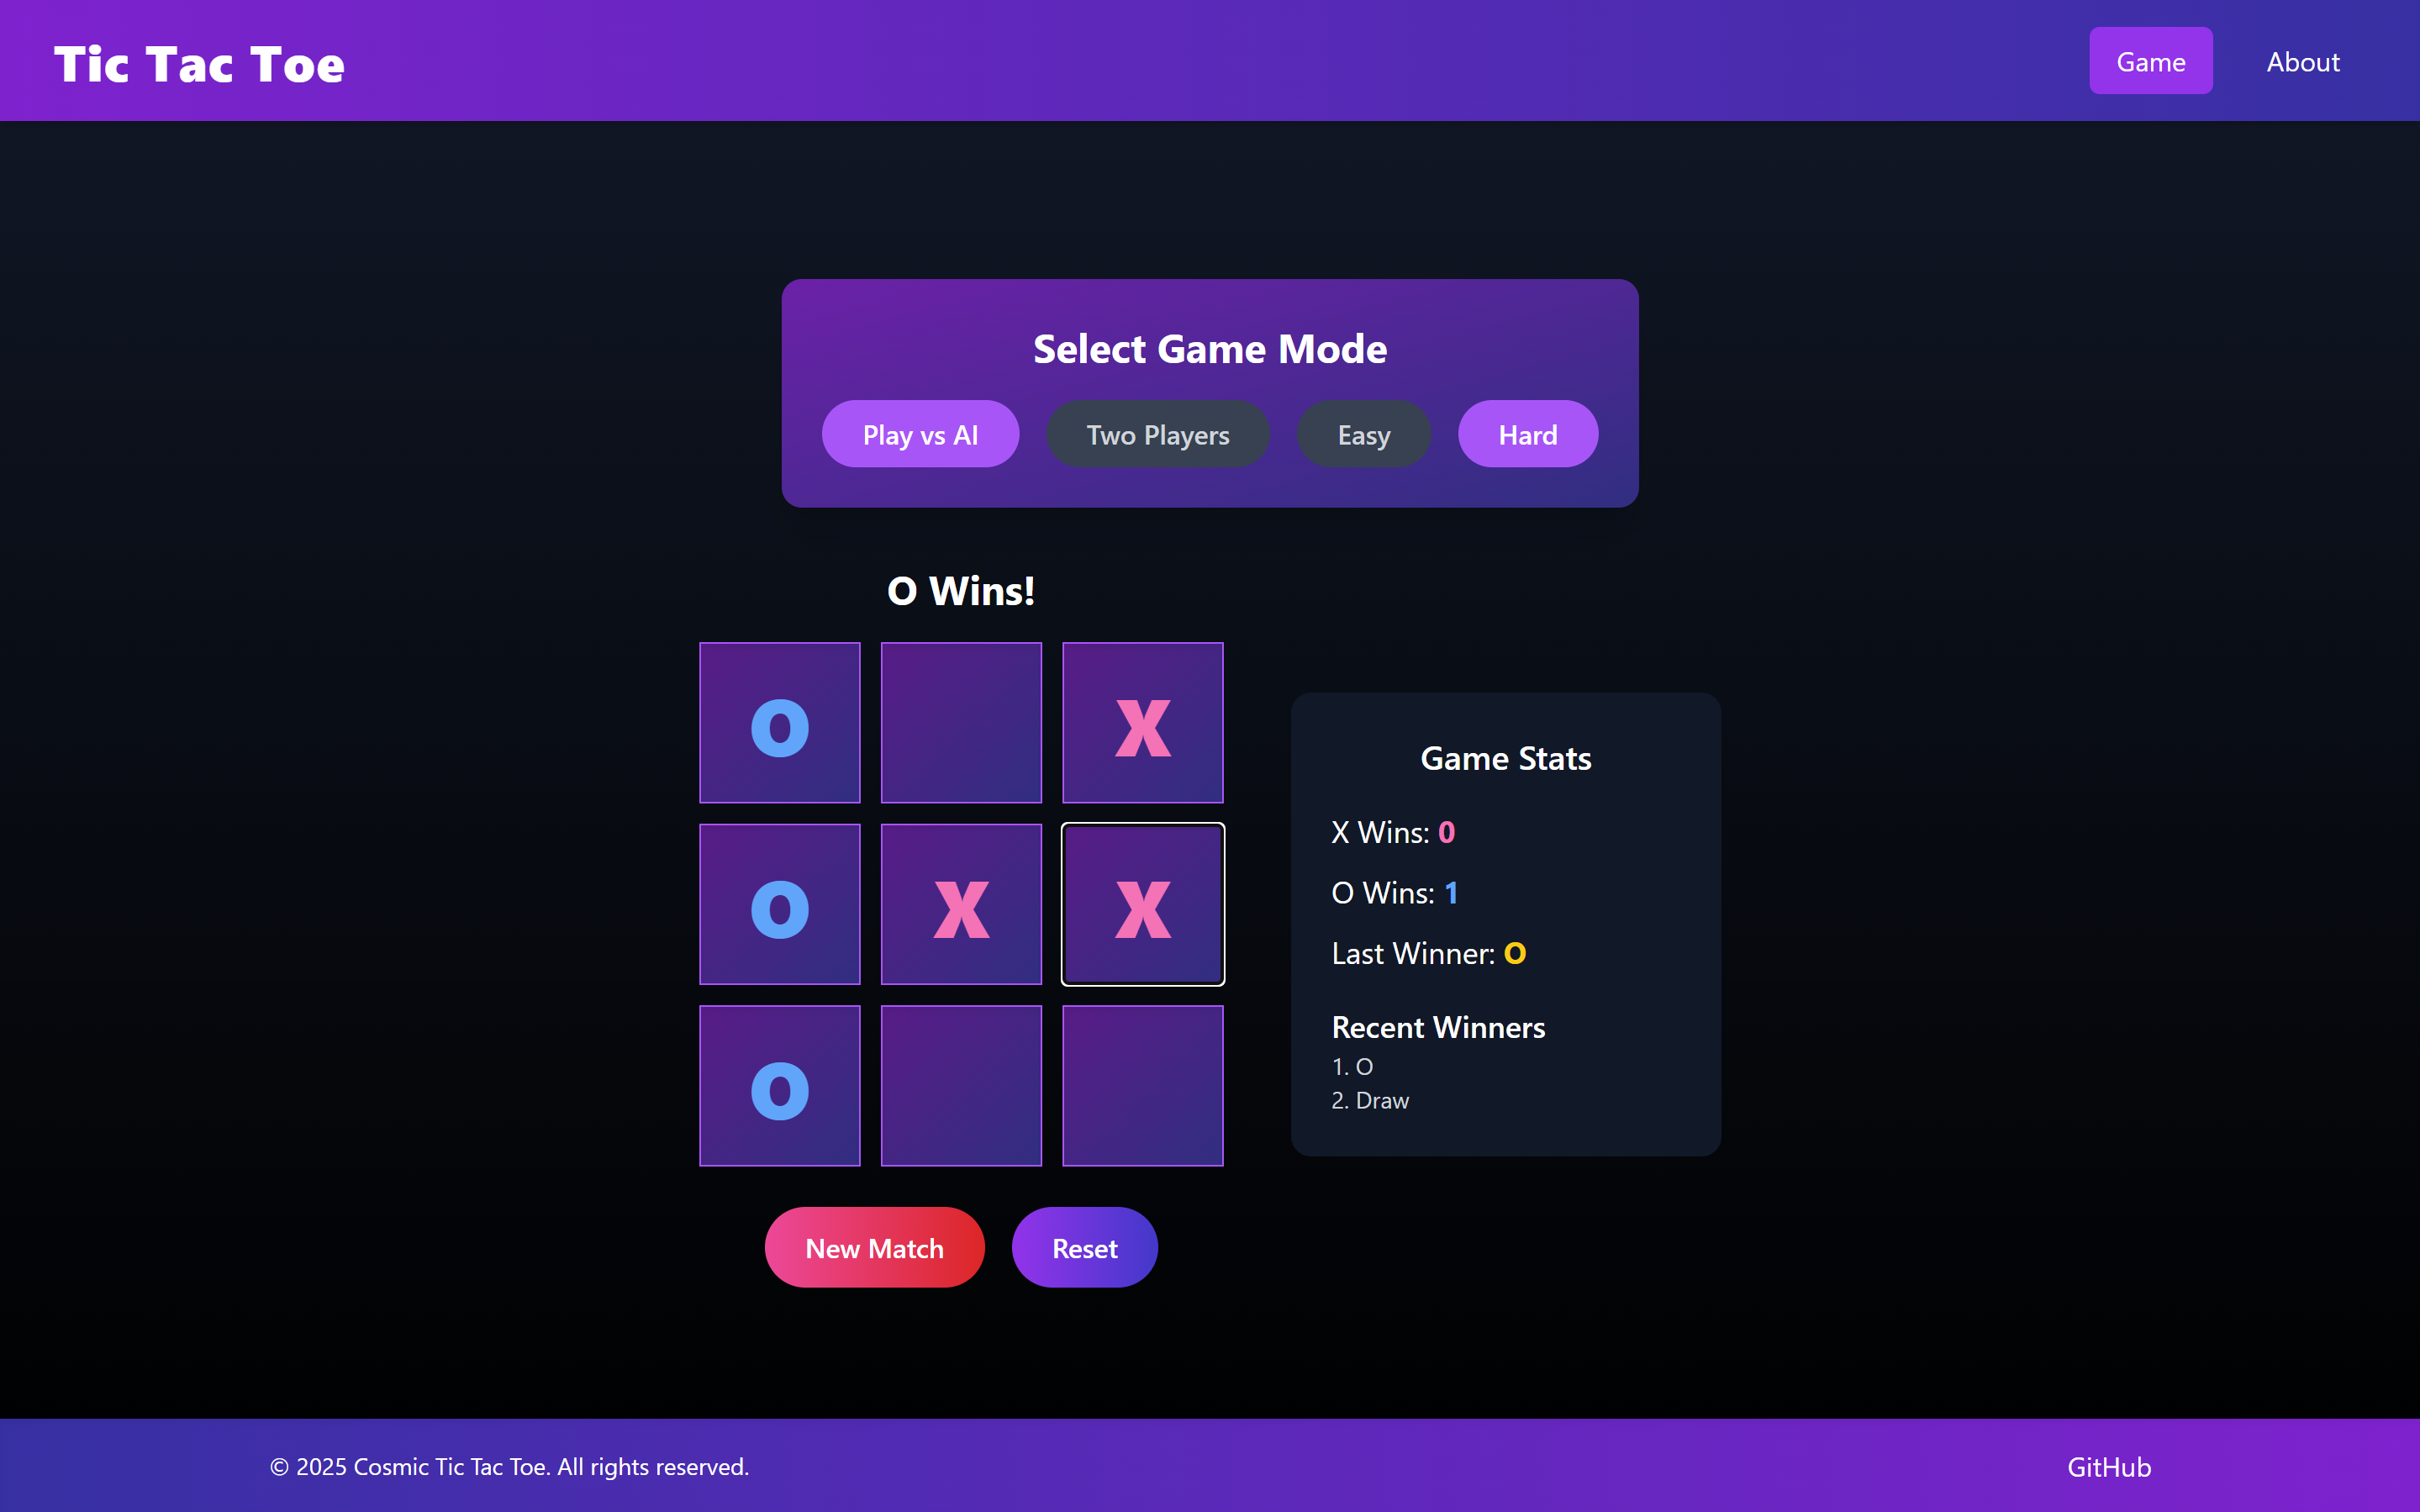 Tic Tac Toe
Game About
Select Game Mode
Play vs AI Two Players Easy Hard
O Wins!
O X
O X X
O
New Match Reset
Game Stats
X Wins: 0
O Wins: 1
Last Winner: O
Recent Winners
1. O
2. Draw
© 2025 Cosmic Tic Tac Toe. All rights reserved. GitHub